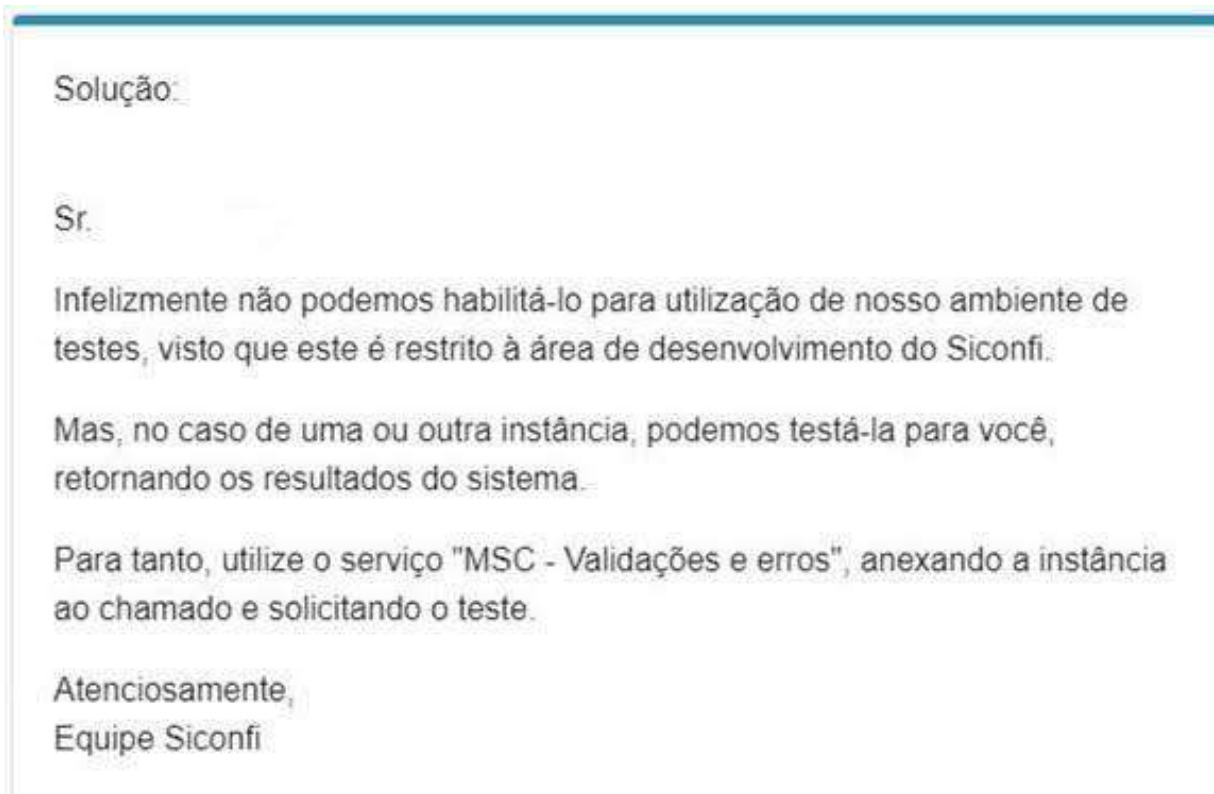 Solução:
Sr.
Infelizmente não podemos habilitá-lo para utilização de nosso ambiente de
testes, visto que este é restrito à área de desenvolvimento do Siconfi.
Mas, no caso de uma ou outra instância, podemos testá-la para você,
retornando os resultados do sistema.
Para tanto, utilize o serviço "MSC - Validações e erros", anexando a instância
ao chamado e solicitando o teste.
Atenciosamente,
Equipe Siconfi